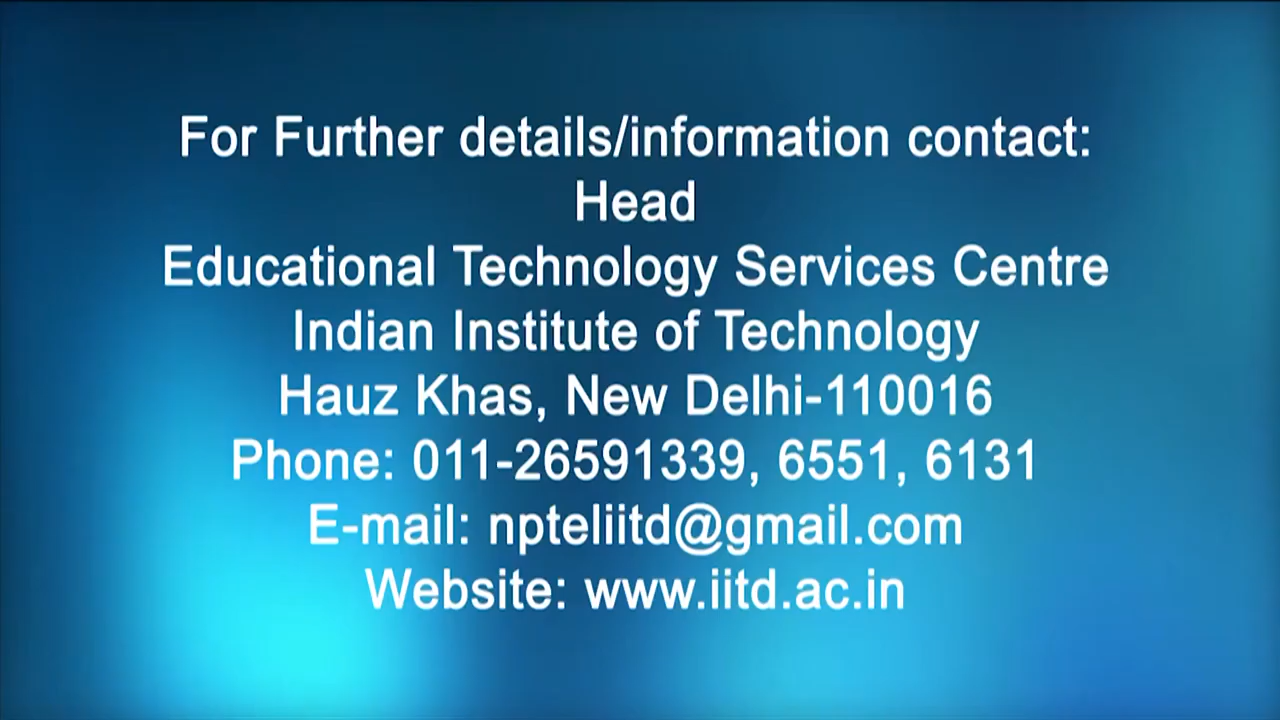 For Further details/information contact:
Head
Educational Technology Services Centre
Indian Institute of Technology
Hauz Khas, New Delhi-110016
Phone: 011-26591339, 6551, 6131
E-mail: npteliitd@gmail.com
Website: www.iitd.ac.in